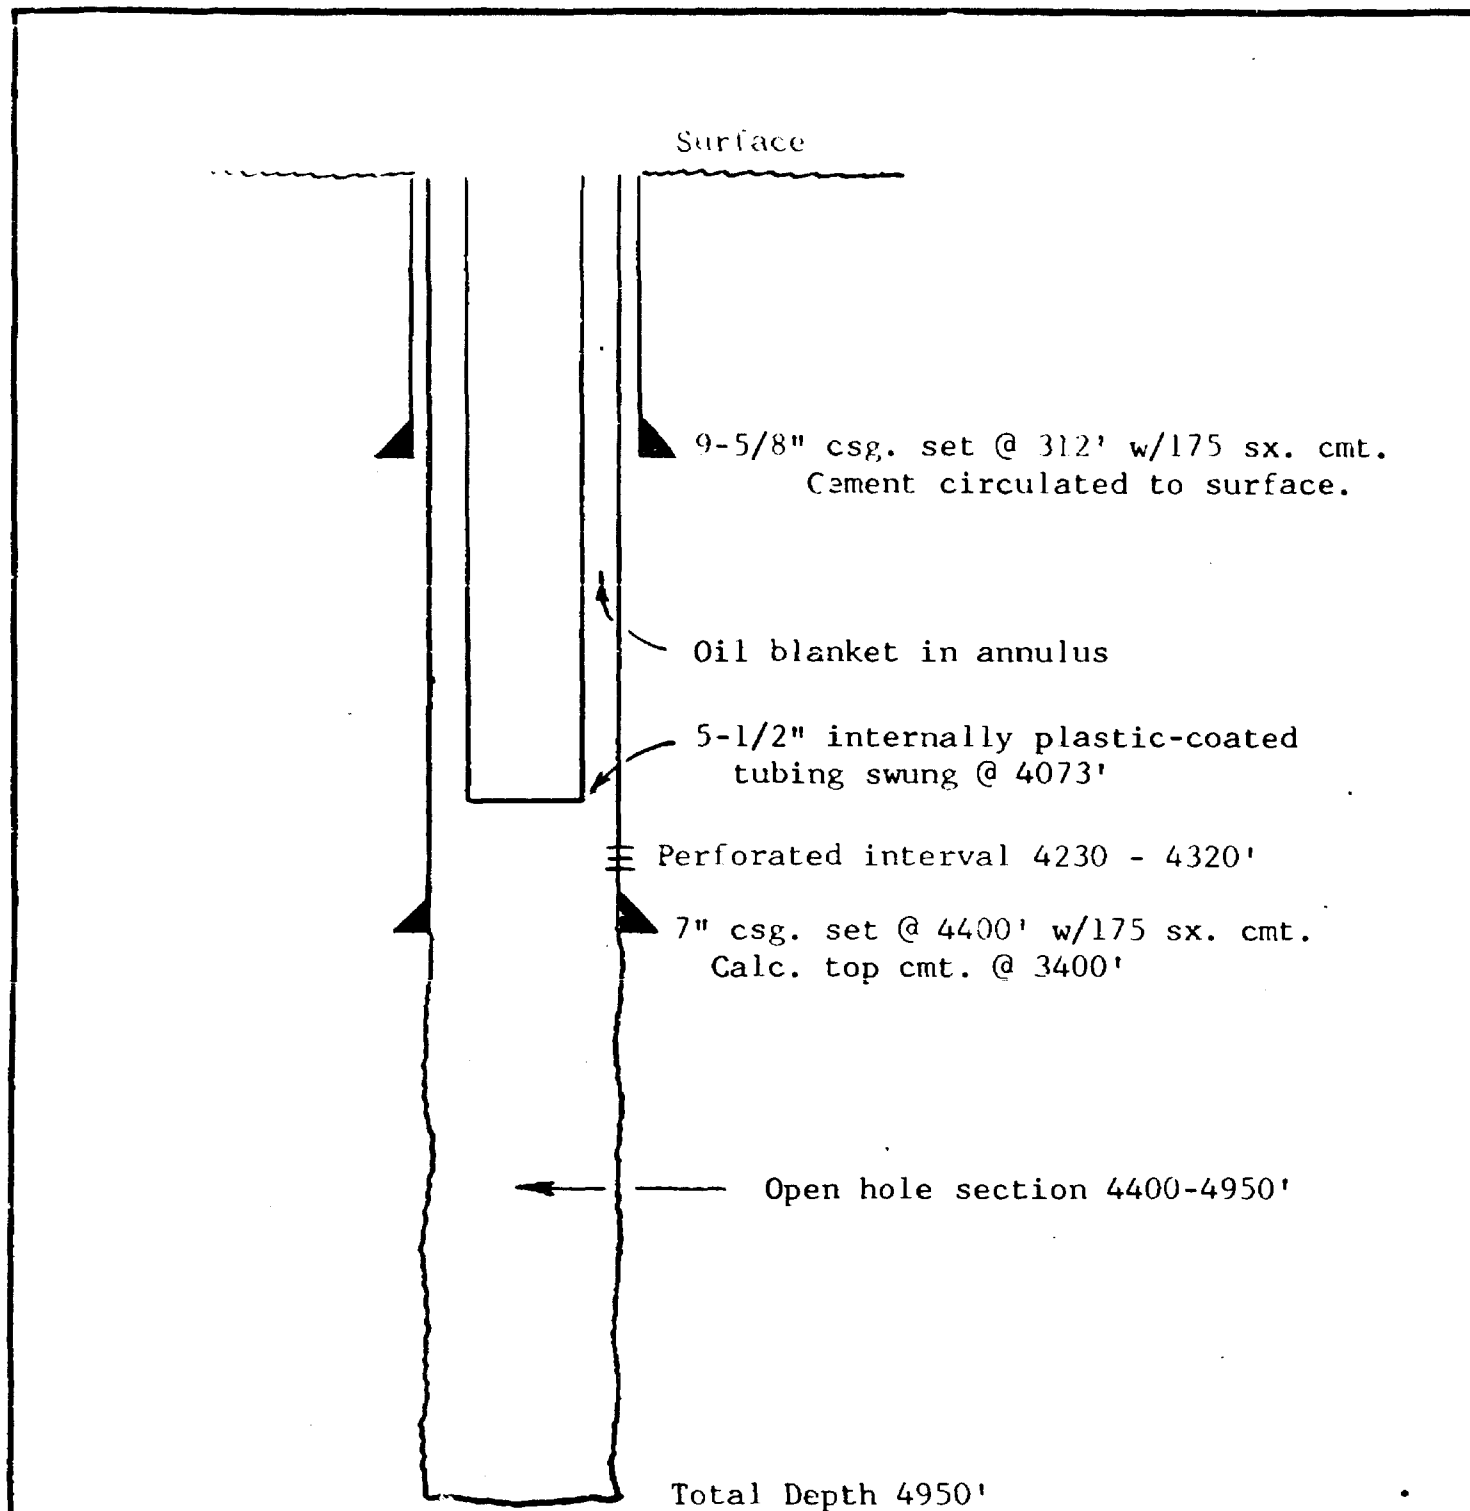 Surface
9-5/8" csg. set @ 312' w/175 sx. cmt.
Cement circulated to surface.
Oil blanket in annulus
5-1/2" internally plastic-coated
tubing swung @ 4073'
Perforated interval 4230 - 4320'
7" csg. set @ 4400' w/175 sx. cmt.
Calc. top cmt. @ 3400'
Open hole section 4400-4950'
Total Depth 4950'